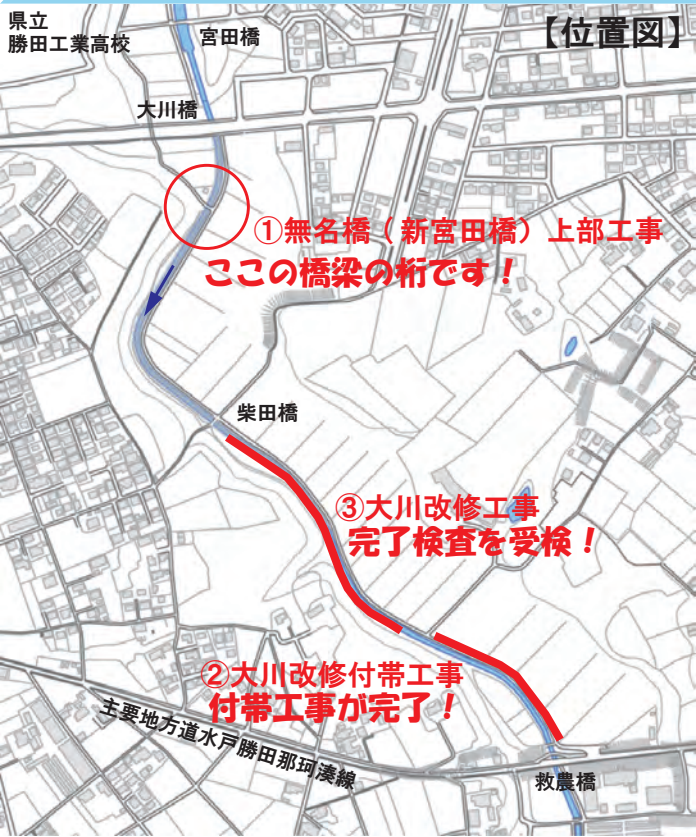 県立
勝田工業高校
宮田橋
【位置図】
大川橋
①無名橋（新宮田橋）上部工事
ここの橋梁の桁です！
柴田橋
③大川改修工事
完了検査を受検！
②大川改修付帯工事
付帯工事が完了！
主要地方道水戸勝田那珂湊線
救農橋